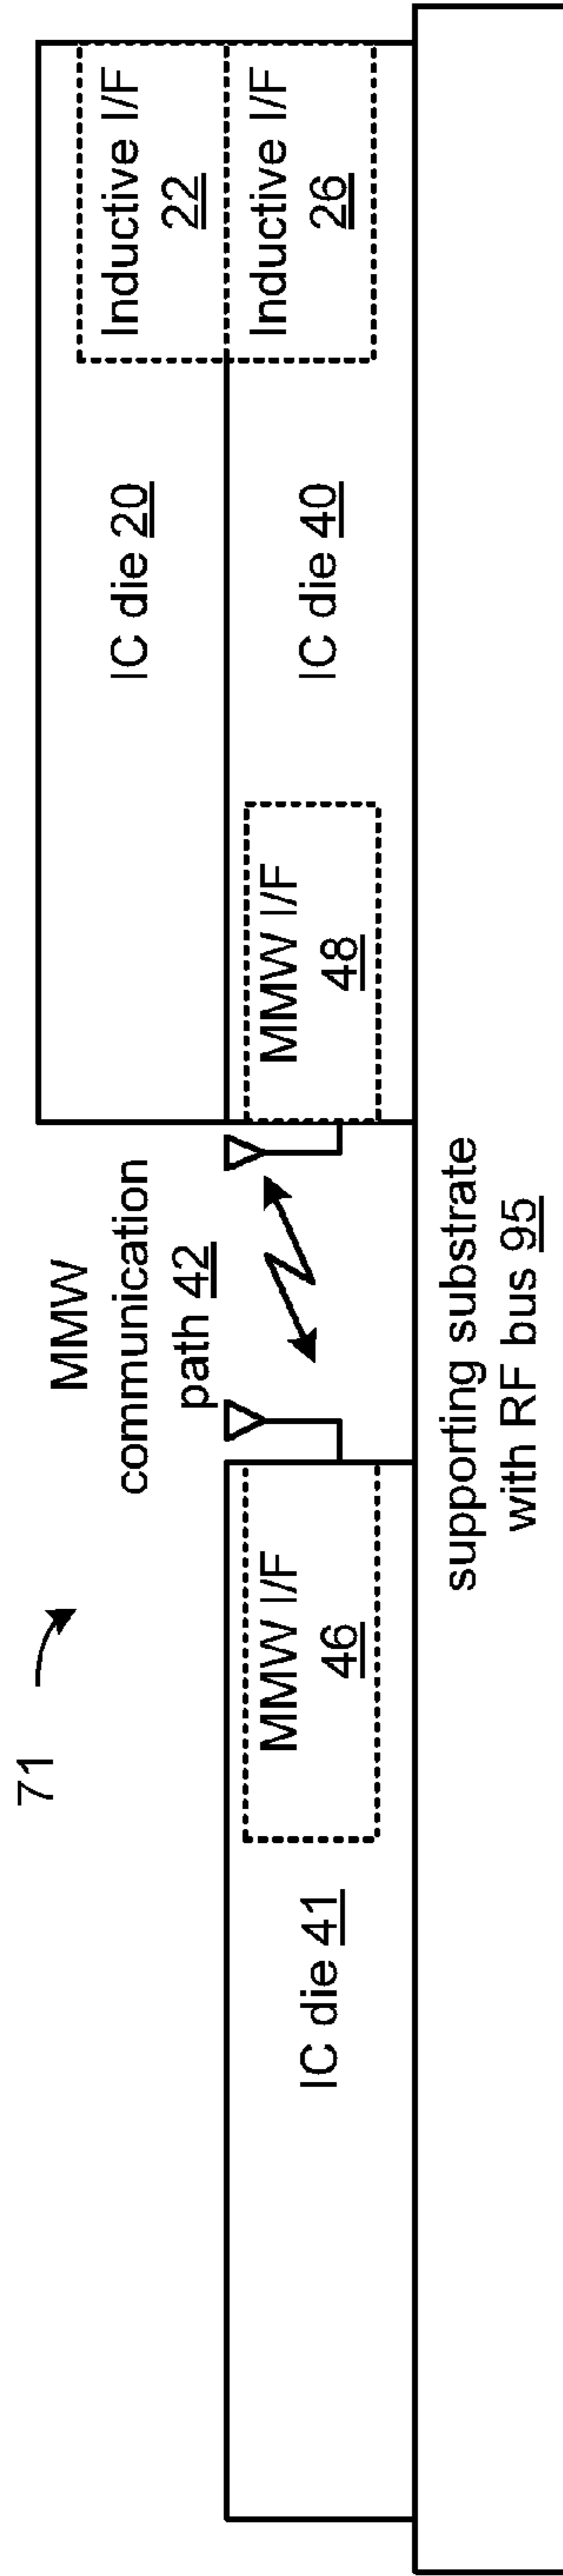 71
MMW
communication
path 42
IC die 20
Inductive I/F
22
IC die 41
MMW I/F
46
MMW I/F
48
IC die 40
Inductive I/F
26
supporting substrate
with RF bus 95